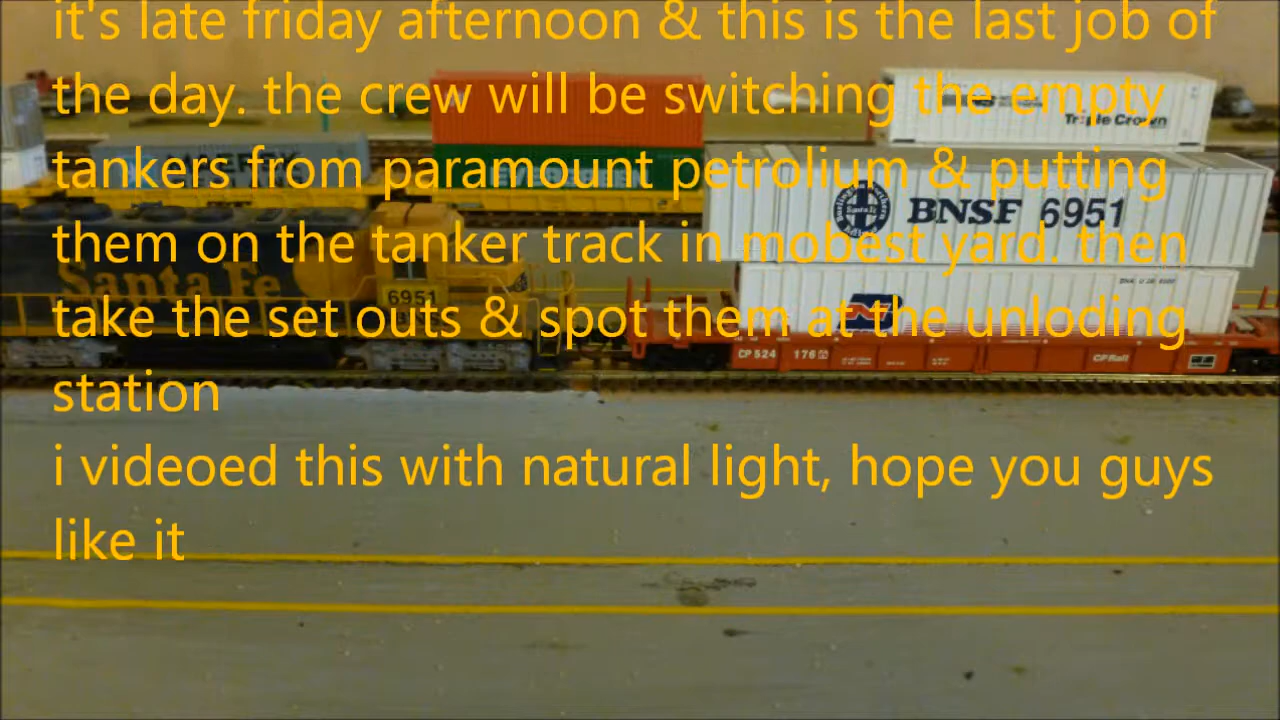 it's late friday afternoon & this is the last job of
the day. the crew will be switching the empty
tankers from paramount petrolium & putting
them on the tanker track in mobest yard. then
take the set outs & spot them at the unloding
station
i videoed this with natural light, hope you guys
like it
Triple Crown
EVERGREEN
BNSF 6951
Santa Fe
6951
CP 524 176
CP Rail